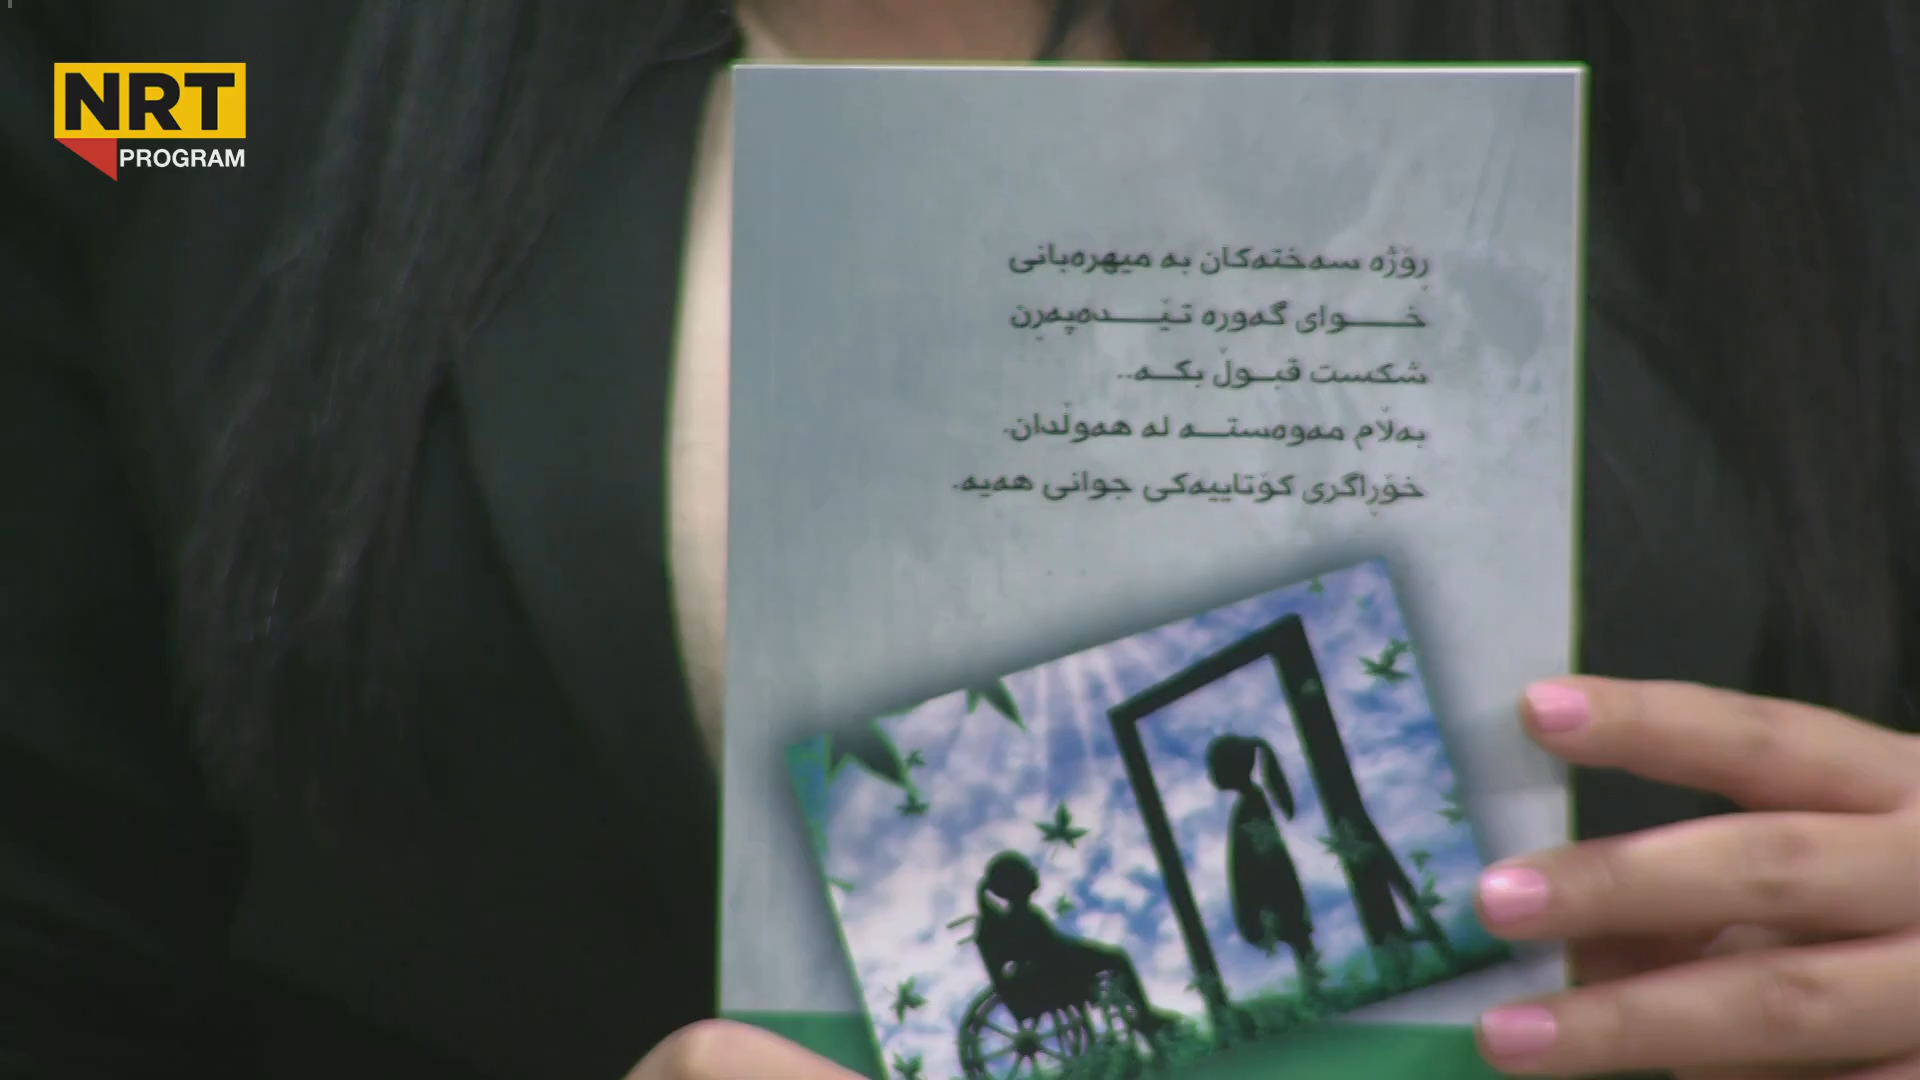 NRT
PROGRAM
ڕۆژە سەختەکان بە میهرەبانی
خـــوای گەورە تێـــدەپەڕن
شکست قبـوڵ بکـە..
بەڵام مەوەستـــە لە هەوڵدان.
خۆڕاگری کۆتاییەکی جوانی هەیە.